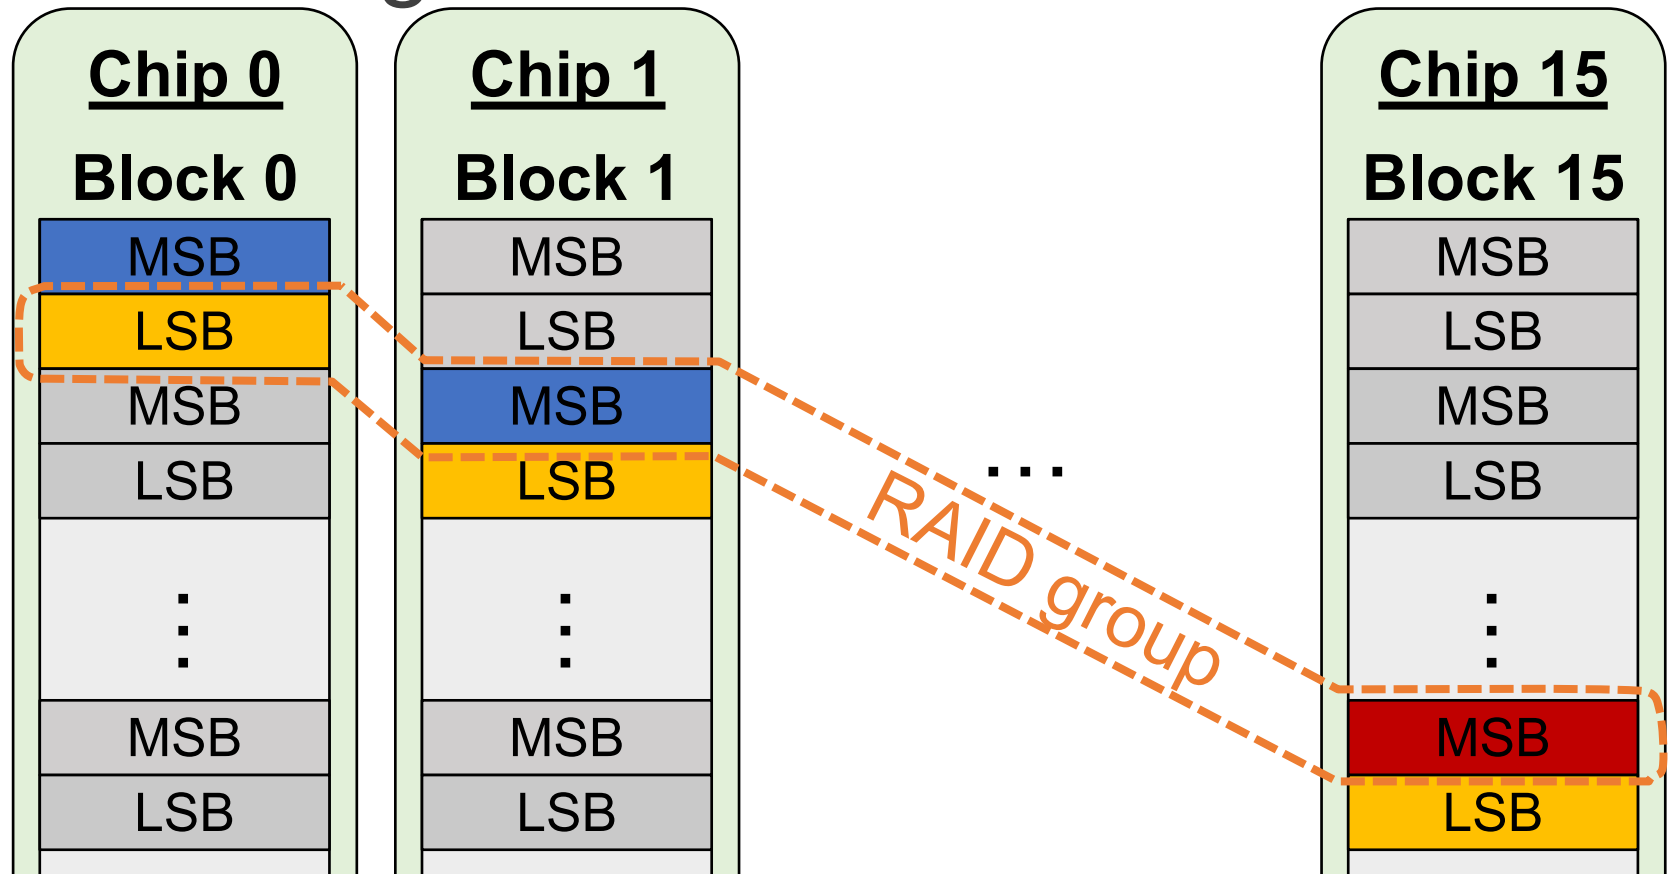 Chip 0
Block 0
MSB
LSB
MSB
LSB
⋮
MSB
LSB
Chip 1
Block 1
MSB
LSB
MSB
LSB
⋮
MSB
LSB
...
RAID group
Chip 15
Block 15
MSB
LSB
MSB
LSB
⋮
MSB
LSB